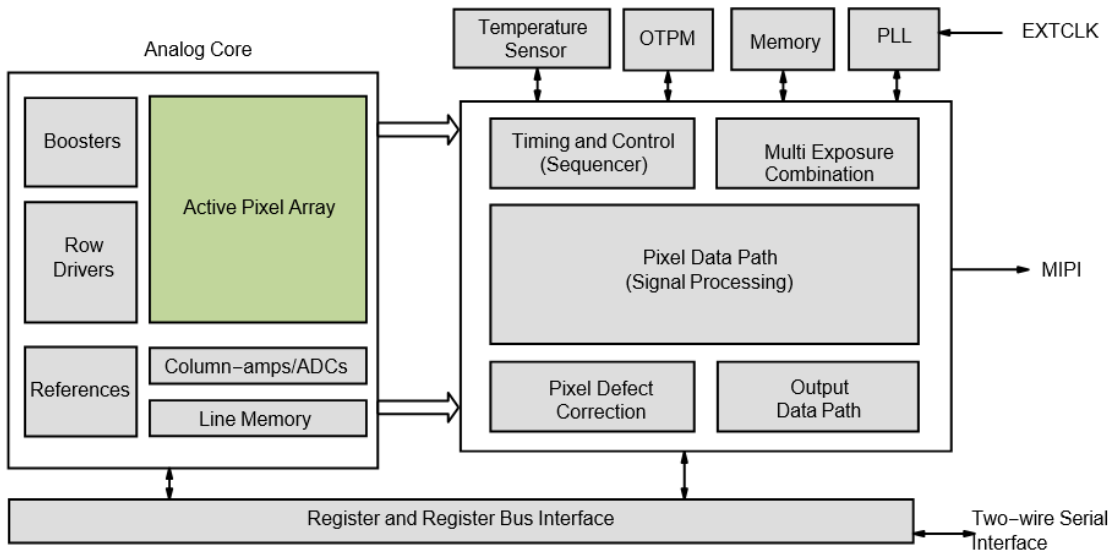 Analog Core
Boosters
Active Pixel Array
Row
Drivers
References
Column−amps/ADCs
Line Memory
Temperature
Sensor
OTPM
Memory
PLL
EXTCLK
Timing and Control
(Sequencer)
Multi Exposure
Combination
Pixel Data Path
(Signal Processing)
MIPI
Pixel Defect
Correction
Output
Data Path
Register and Register Bus Interface
Two−wire Serial
Interface